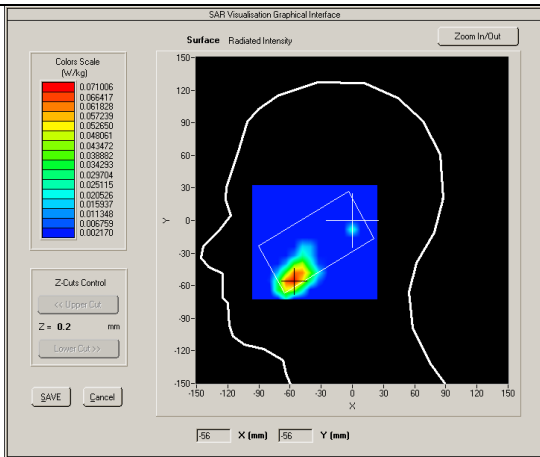 SAR Visualisation Graphical Interface
Surface Radiated Intensity
Zoom In/Out
Colors Scale
(W/kg)
0.071006
0.066417
0.061828
0.057239
0.052650
0.048061
0.043472
0.038882
0.034293
0.029704
0.025115
0.020526
0.015937
0.011348
0.006759
0.002170
Z-Cuts Control
<< Upper Cut
Z = 0.2 mm
Lower Cut >>
SAVE Cancel
150
120
90
60
30
0
-30
-60
-90
-120
-150
Y
-150 -120 -90 -60 -30 0 30 60 90 120 150
X
-56 X (mm) -56 Y (mm)